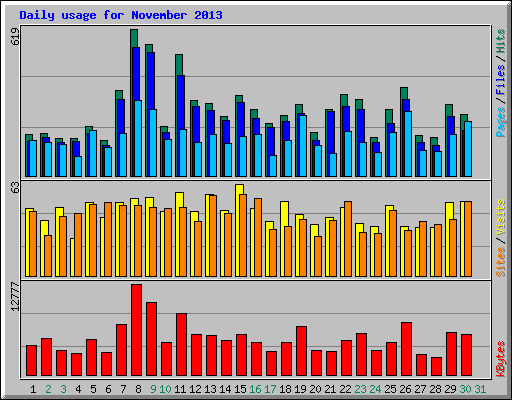 Daily usage for November 2013
619
Pages / Files / Hits
63
Sites / Visits
12777
KBytes
1 2 3 4 5 6 7 8 9 10 11 12 13 14 15 16 17 18 19 20 21 22 23 24 25 26 27 28 29 30 31